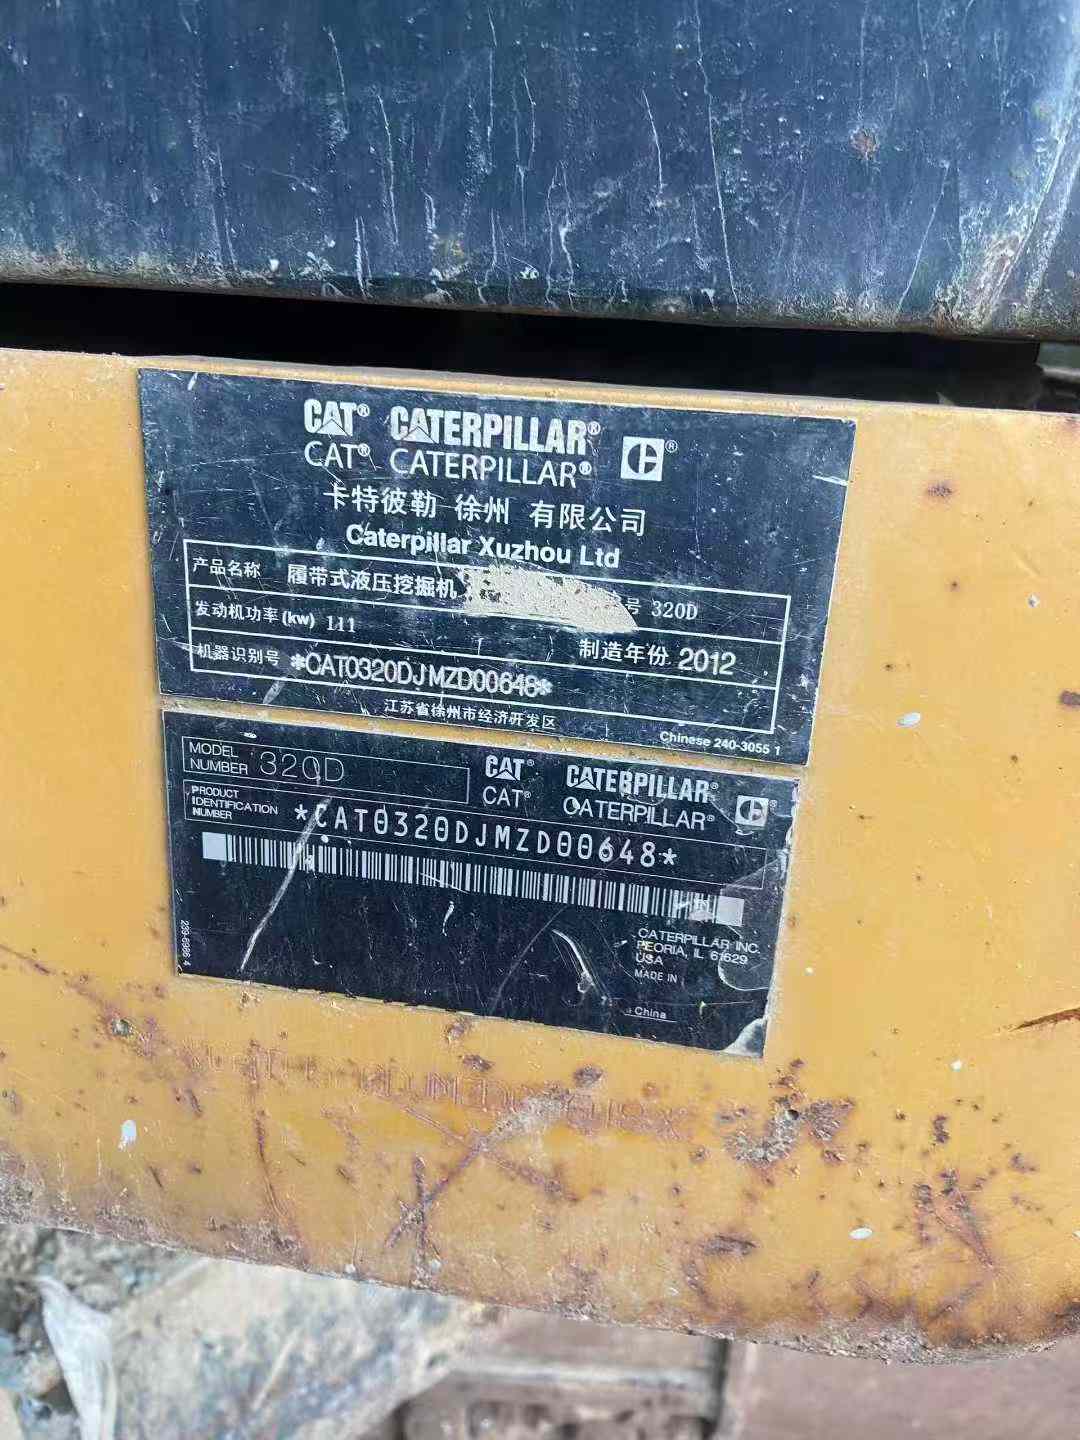 CAT® CATERPILLAR®
CAT® CATERPILLAR® ®
卡特彼勒 徐州 有限公司
Caterpillar Xuzhou Ltd
产品名称 履带式液压挖掘机 号 320D
发动机功率(kw) 111 制造年份 2012
机器识别号 *CAT0320DJMZD00648*
江苏省徐州市经济开发区
Chinese 240-3055 1
MODEL NUMBER 320D
CAT® CATERPILLAR®
CAT® CATERPILLAR® ®
PRODUCT IDENTIFICATION NUMBER *CAT0320DJMZD00648*
239-6986 4
CATERPILLAR INC.
PEORIA, IL 61629
USA
MADE IN
China